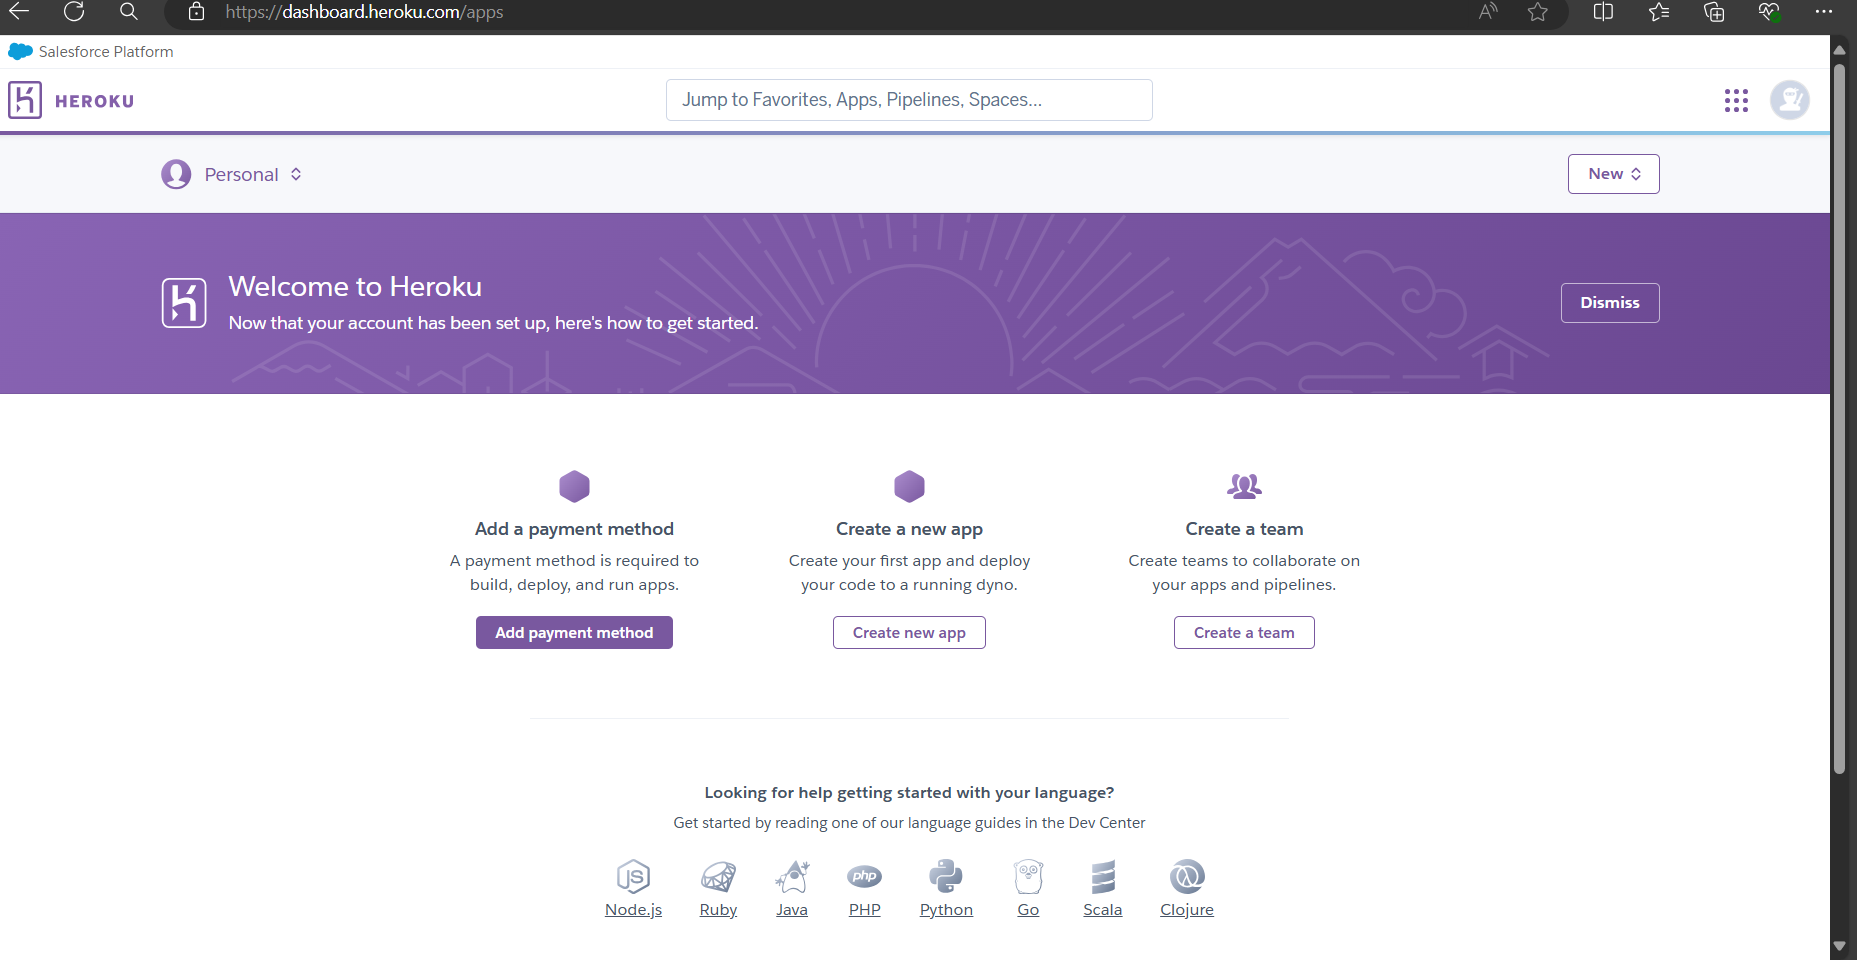 https://dashboard.heroku.com/apps
Salesforce Platform
HEROKU
Jump to Favorites, Apps, Pipelines, Spaces...
Personal
New
Welcome to Heroku
Now that your account has been set up, here's how to get started.
Dismiss
Add a payment method
A payment method is required to
build, deploy, and run apps.
Add payment method
Create a new app
Create your first app and deploy
your code to a running dyno.
Create new app
Create a team
Create teams to collaborate on
your apps and pipelines.
Create a team
Looking for help getting started with your language?
Get started by reading one of our language guides in the Dev Center
Node.js
Ruby
Java
PHP
Python
Go
Scala
Clojure